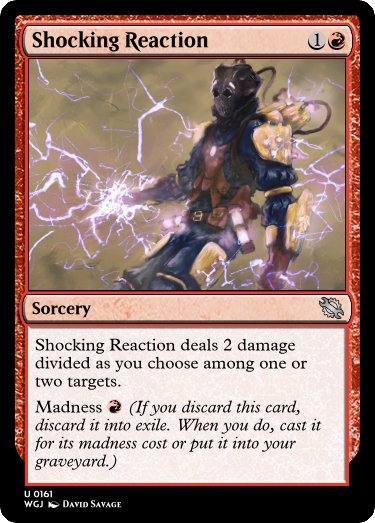 Shocking Reaction 1
Sorcery
Shocking Reaction deals 2 damage
divided as you choose among one or
two targets.
Madness (If you discard this card,
discard it into exile. When you do, cast it
for its madness cost or put it into your
graveyard.)
U 0161
WGJ DAVID SAVAGE